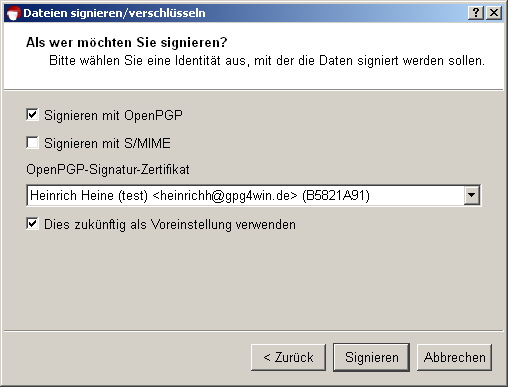 Dateien signieren/verschlüsseln
Als wer möchten Sie signieren?
Bitte wählen Sie eine Identität aus, mit der die Daten signiert werden sollen.
Signieren mit OpenPGP
Signieren mit S/MIME
OpenPGP-Signatur-Zertifikat
Heinrich Heine (test) <heinrichh@gpg4win.de> (B5821A91)
Dies zukünftig als Voreinstellung verwenden
< Zurück Signieren Abbrechen